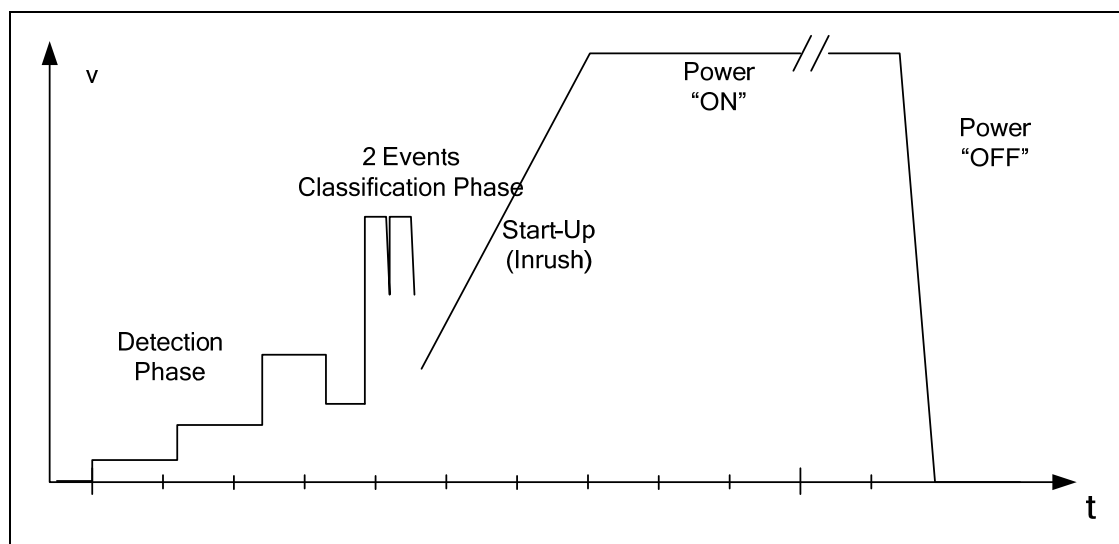 v
Power
“ON”
Power
“OFF”
2 Events
Classification Phase
Start-Up
(Inrush)
Detection
Phase
t